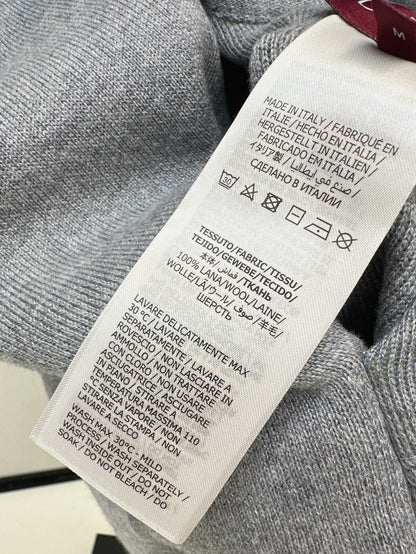 M
MADE IN ITALY / FABRIQUÉ EN
ITALIE / HECHO EN ITALIA /
HERGESTELLT IN ITALIEN /
FABRICADO EM ITÁLIA /
イタリア製 / صنع في إيطاليا /
СДЕЛАНО В ИТАЛИИ
30
TESSUTO/FABRIC/TISSU/
TEJIDO/GEWEBE/TECIDO/
本体/قماش/ТКАНЬ
100% LANA/WOOL/LAINE/
WOLLE/LÃ/ウール/صوف/羊毛/
ШЕРСТЬ
LAVARE DELICATAMENTE MAX
30 °C / LAVARE
SEPARATAMENTE / LAVARE A
ROVESCIO / NON LASCIARE IN
AMMOLLO / NON TRATTARE
CON CLORO / NON
ASCIUGATRICE, ASCIUGARE
IN PIANO / STIRARE
TEMPERATURA MASSIMA 110
°C SENZA VAPORE / NON
STIRARE LA STAMPA / NON
LAVARE A SECCO
WASH MAX 30°C - MILD
PROCESS / WASH SEPARATELY /
WASH INSIDE OUT / DO NOT
SOAK / DO NOT BLEACH / DO